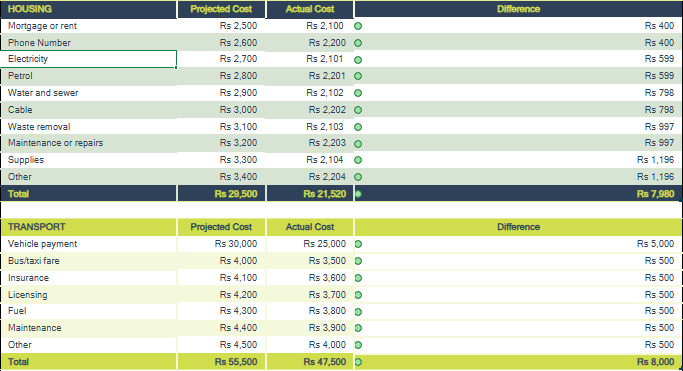 HOUSING Projected Cost Actual Cost Difference
Mortgage or rent Rs 2,500 Rs 2,100 Rs 400
Phone Number Rs 2,600 Rs 2,200 Rs 400
Electricity Rs 2,700 Rs 2,101 Rs 599
Petrol Rs 2,800 Rs 2,201 Rs 599
Water and sewer Rs 2,900 Rs 2,102 Rs 798
Cable Rs 3,000 Rs 2,202 Rs 798
Waste removal Rs 3,100 Rs 2,103 Rs 997
Maintenance or repairs Rs 3,200 Rs 2,203 Rs 997
Supplies Rs 3,300 Rs 2,104 Rs 1,196
Other Rs 3,400 Rs 2,204 Rs 1,196
Total Rs 29,500 Rs 21,520 Rs 7,980
TRANSPORT Projected Cost Actual Cost Difference
Vehicle payment Rs 30,000 Rs 25,000 Rs 5,000
Bus/taxi fare Rs 4,000 Rs 3,500 Rs 500
Insurance Rs 4,100 Rs 3,600 Rs 500
Licensing Rs 4,200 Rs 3,700 Rs 500
Fuel Rs 4,300 Rs 3,800 Rs 500
Maintenance Rs 4,400 Rs 3,900 Rs 500
Other Rs 4,500 Rs 4,000 Rs 500
Total Rs 55,500 Rs 47,500 Rs 8,000